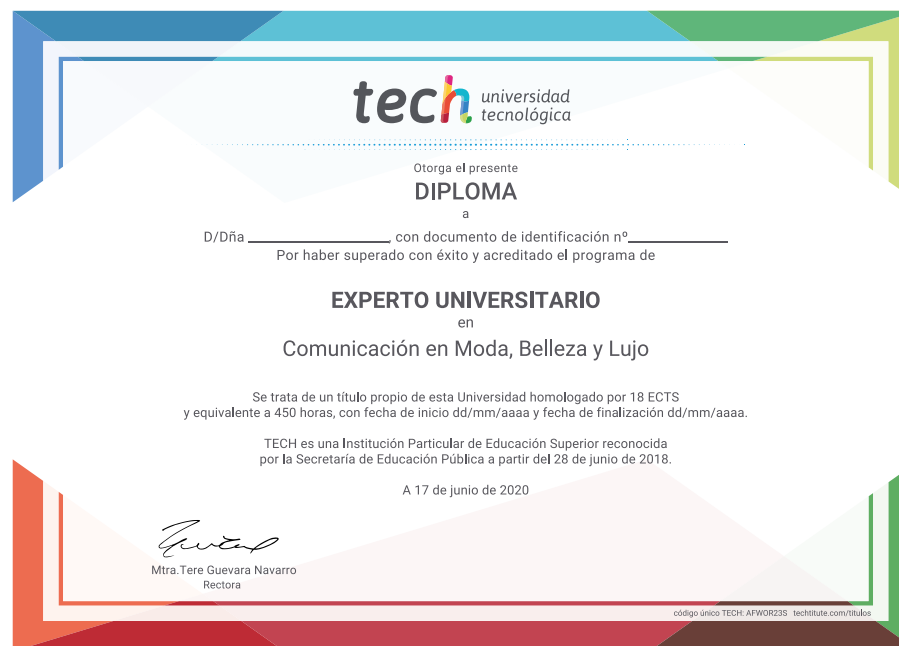 tech universidad
tecnológica
Otorga el presente
DIPLOMA
a
D/Dña ____________________, con documento de identificación nº______________
Por haber superado con éxito y acreditado el programa de
EXPERTO UNIVERSITARIO
en
Comunicación en Moda, Belleza y Lujo
Se trata de un título propio de esta Universidad homologado por 18 ECTS
y equivalente a 450 horas, con fecha de inicio dd/mm/aaaa y fecha de finalización dd/mm/aaaa.
TECH es una Institución Particular de Educación Superior reconocida
por la Secretaría de Educación Pública a partir del 28 de junio de 2018.
A 17 de junio de 2020
Mtra.Tere Guevara Navarro
Rectora
código único TECH: AFWOR23S techtitute.com/titulos